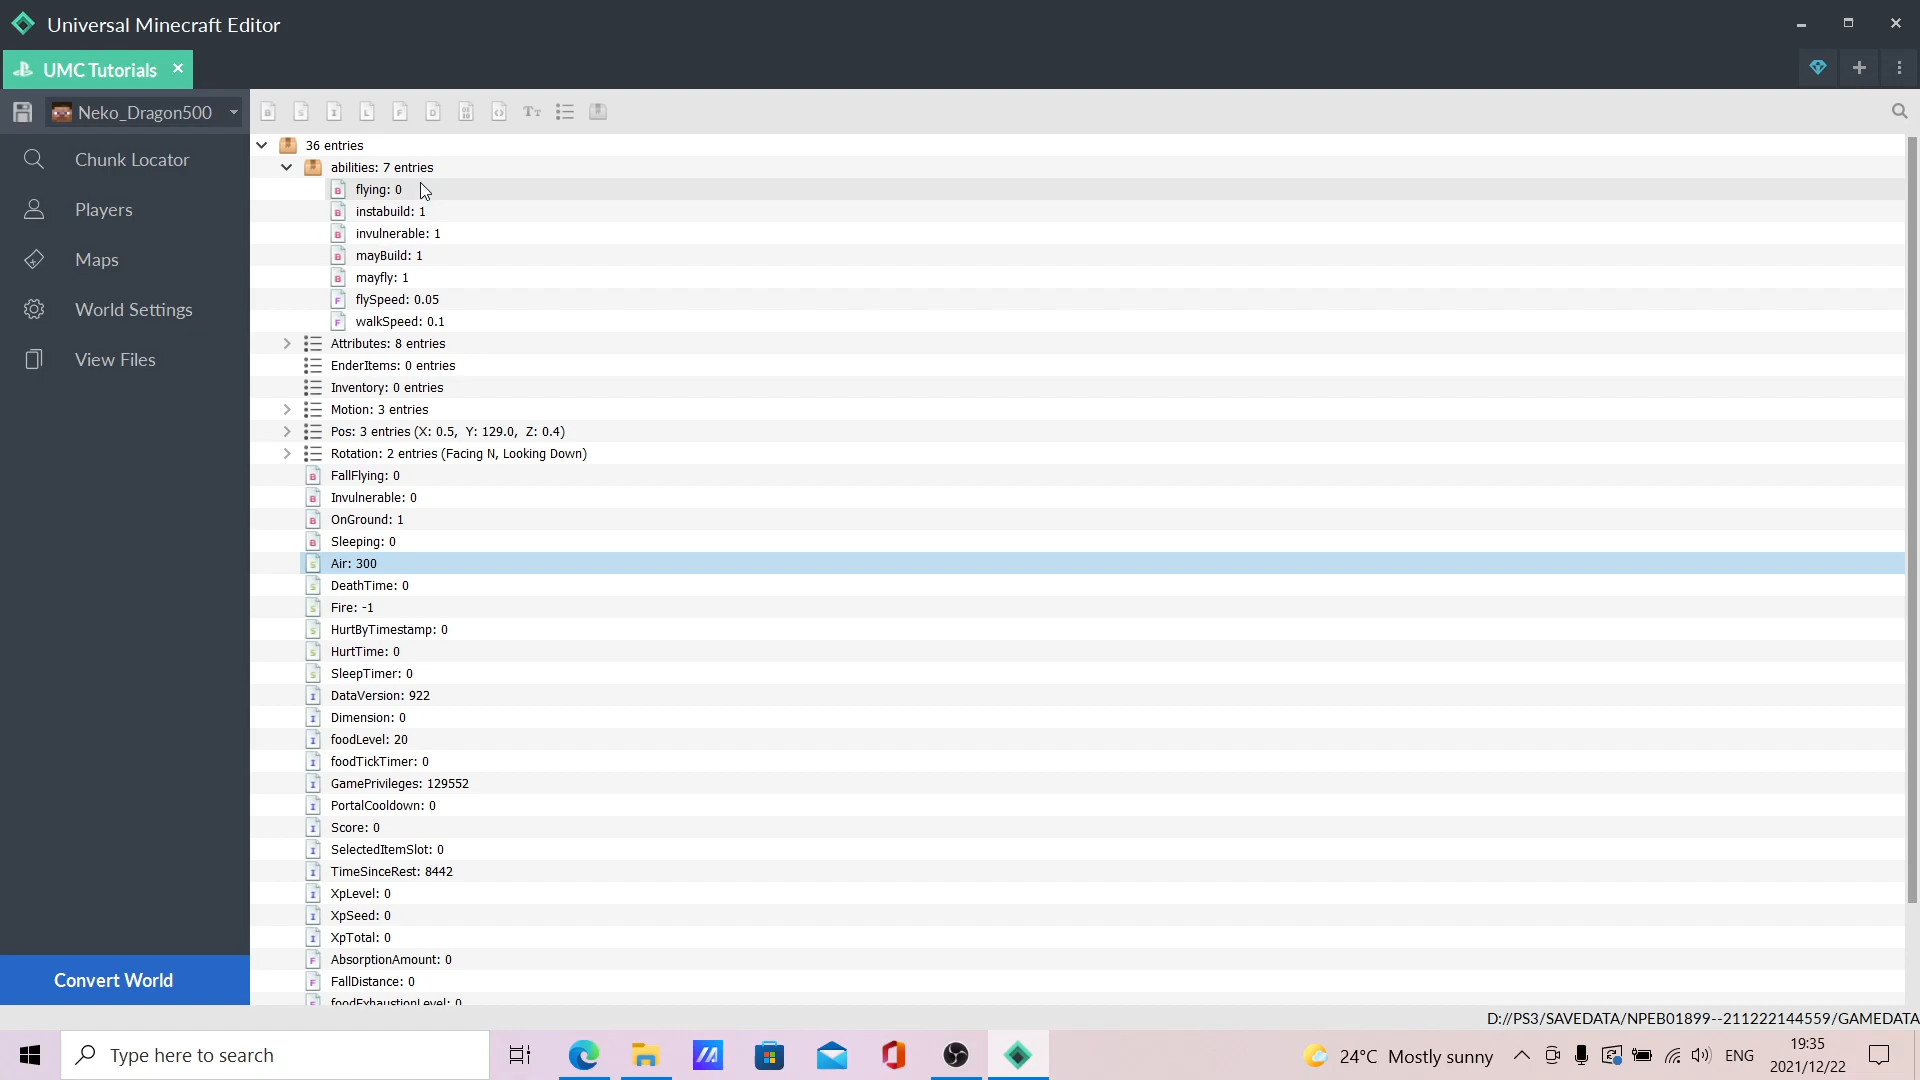 Universal Minecraft Editor
UMC Tutorials
Neko_Dragon500
Chunk Locator
Players
Maps
World Settings
View Files
Convert World
36 entries
abilities: 7 entries
flying: 0
instabuild: 1
invulnerable: 1
mayBuild: 1
mayfly: 1
flySpeed: 0.05
walkSpeed: 0.1
Attributes: 8 entries
EnderItems: 0 entries
Inventory: 0 entries
Motion: 3 entries
Pos: 3 entries (X: 0.5, Y: 129.0, Z: 0.4)
Rotation: 2 entries (Facing N, Looking Down)
FallFlying: 0
Invulnerable: 0
OnGround: 1
Sleeping: 0
Air: 300
DeathTime: 0
Fire: -1
HurtByTimestamp: 0
HurtTime: 0
SleepTimer: 0
DataVersion: 922
Dimension: 0
foodLevel: 20
foodTickTimer: 0
GamePrivileges: 129552
PortalCooldown: 0
Score: 0
SelectedItemSlot: 0
TimeSinceRest: 8442
XpLevel: 0
XpSeed: 0
XpTotal: 0
AbsorptionAmount: 0
FallDistance: 0
foodExhaustionLevel: 0
D://PS3/SAVEDATA/NPEB01899--211222144559/GAMEDATA
Type here to search
24°C Mostly sunny
ENG
19:35
2021/12/22